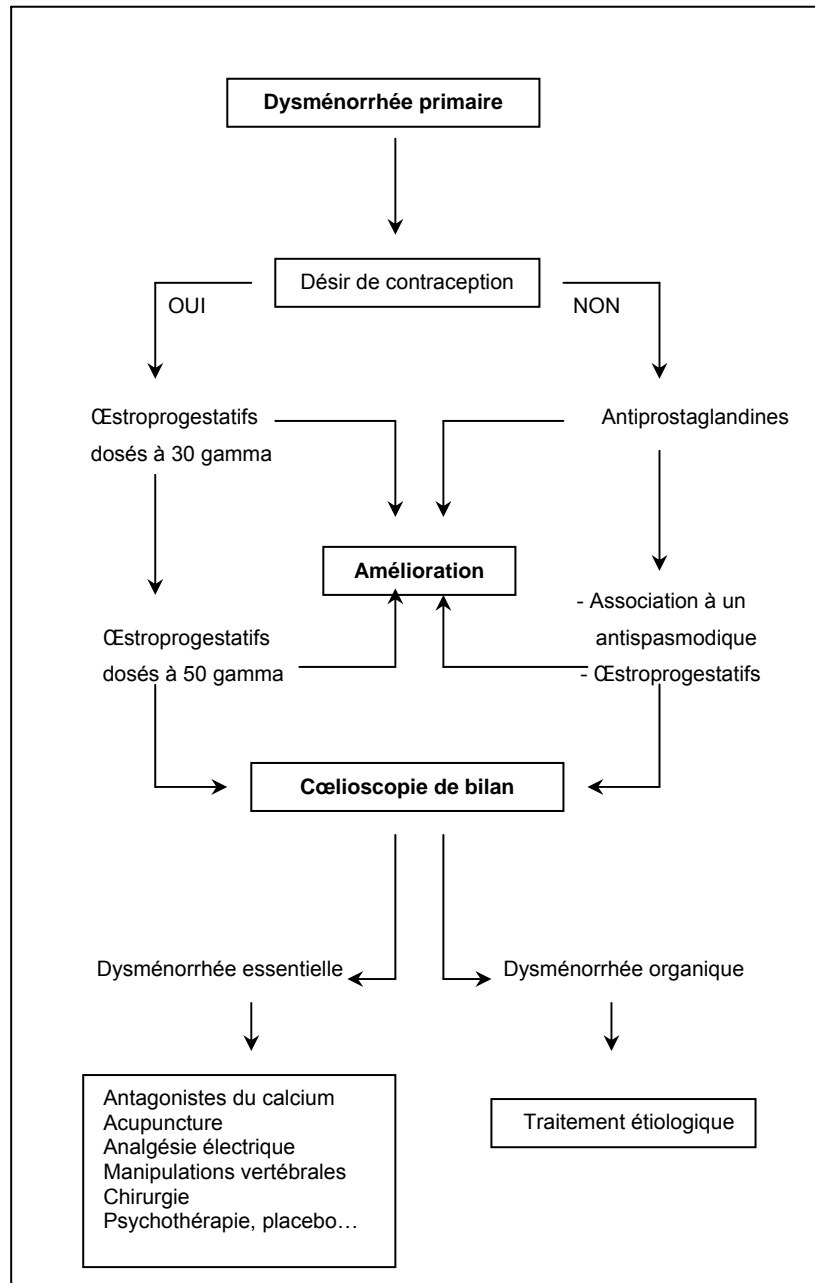 Dysménorrhée primaire
Désir de contraception
OUI
NON
Œstroprogestatifs
dosés à 30 gamma
Antiprostaglandines
Amélioration
Œstroprogestatifs
dosés à 50 gamma
- Association à un
antispasmodique
- Œstroprogestatifs
Cœlioscopie de bilan
Dysménorrhée essentielle
Dysménorrhée organique
Antagonistes du calcium
Acupuncture
Analgésie électrique
Manipulations vertébrales
Chirurgie
Psychothérapie, placebo…
Traitement étiologique